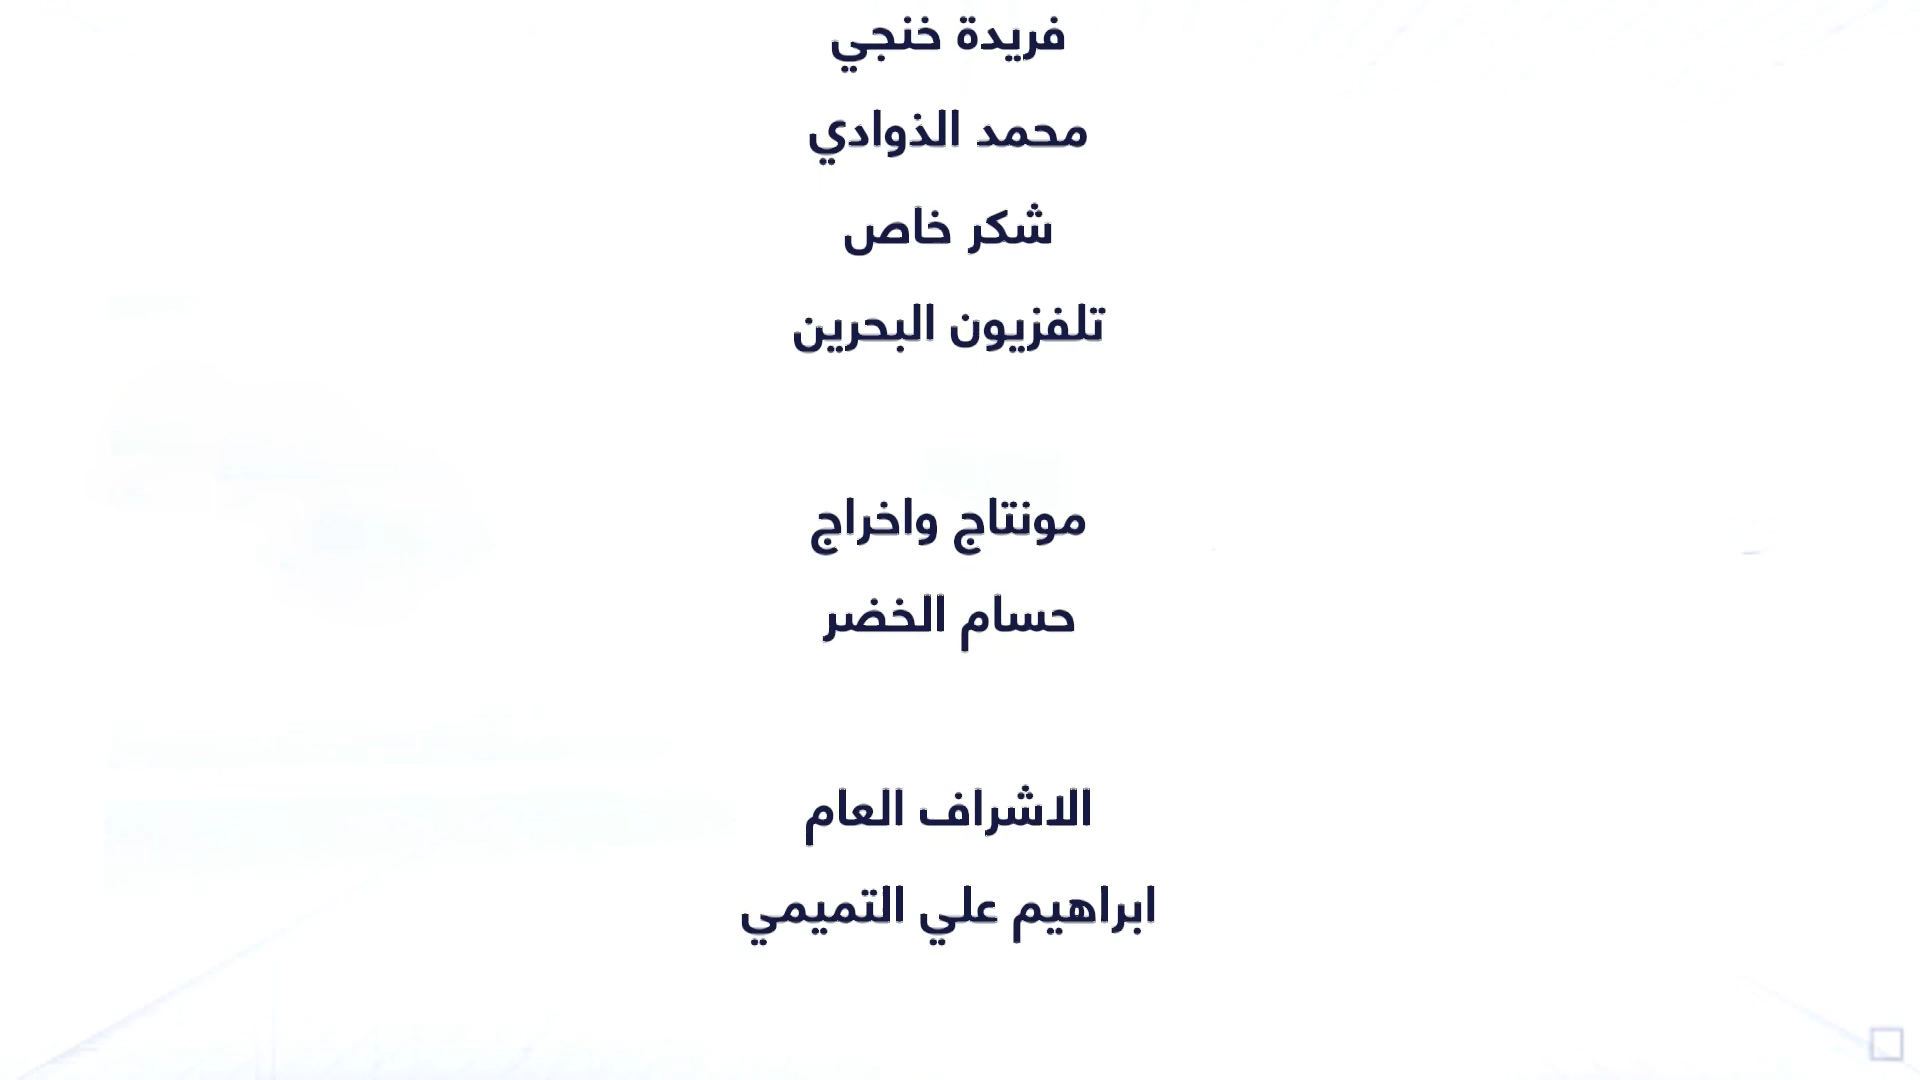 فريدة خنجي
محمد الذوادي
شكر خاص
تلفزيون البحرين
مونتاج واخراج
حسام الخضر
الاشراف العام
ابراهيم علي التميمي